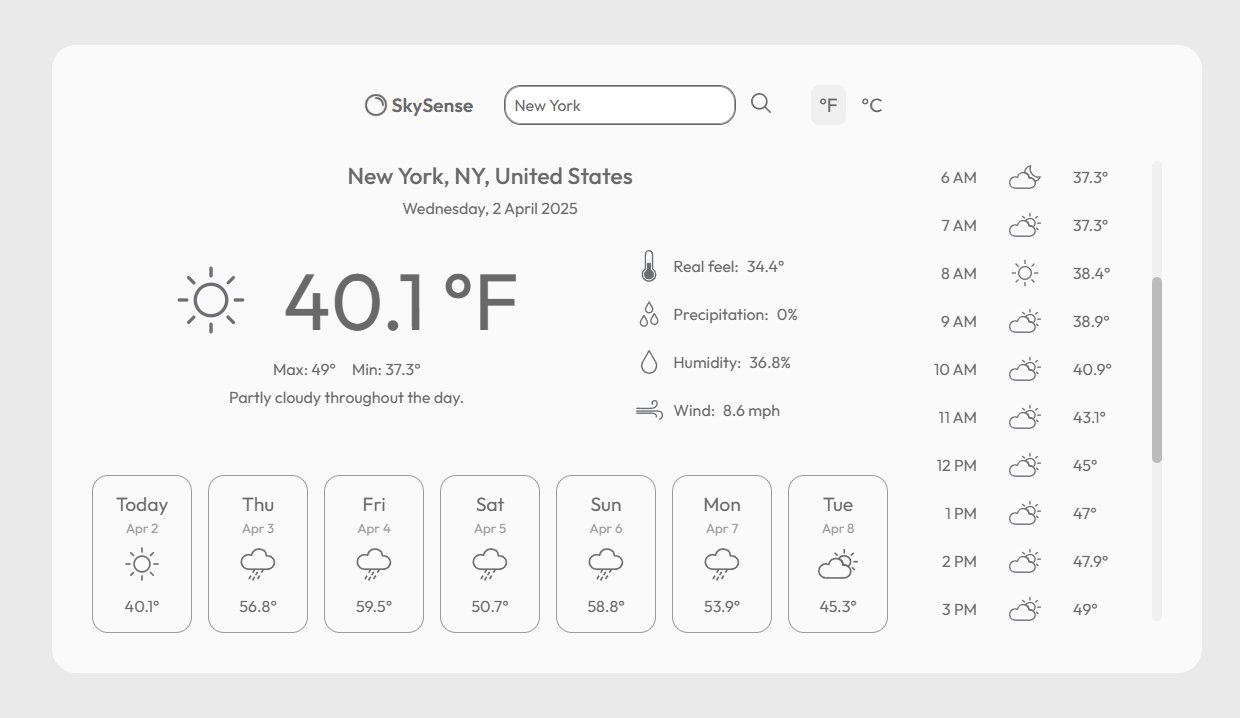 SkySense
New York
°F
°C
New York, NY, United States
Wednesday, 2 April 2025
40.1 °F
Max: 49° Min: 37.3°
Partly cloudy throughout the day.
Real feel: 34.4°
Precipitation: 0%
Humidity: 36.8%
Wind: 8.6 mph
Today
Apr 2
40.1°
Thu
Apr 3
56.8°
Fri
Apr 4
59.5°
Sat
Apr 5
50.7°
Sun
Apr 6
58.8°
Mon
Apr 7
53.9°
Tue
Apr 8
45.3°
6 AM 37.3°
7 AM 37.3°
8 AM 38.4°
9 AM 38.9°
10 AM 40.9°
11 AM 43.1°
12 PM 45°
1 PM 47°
2 PM 47.9°
3 PM 49°